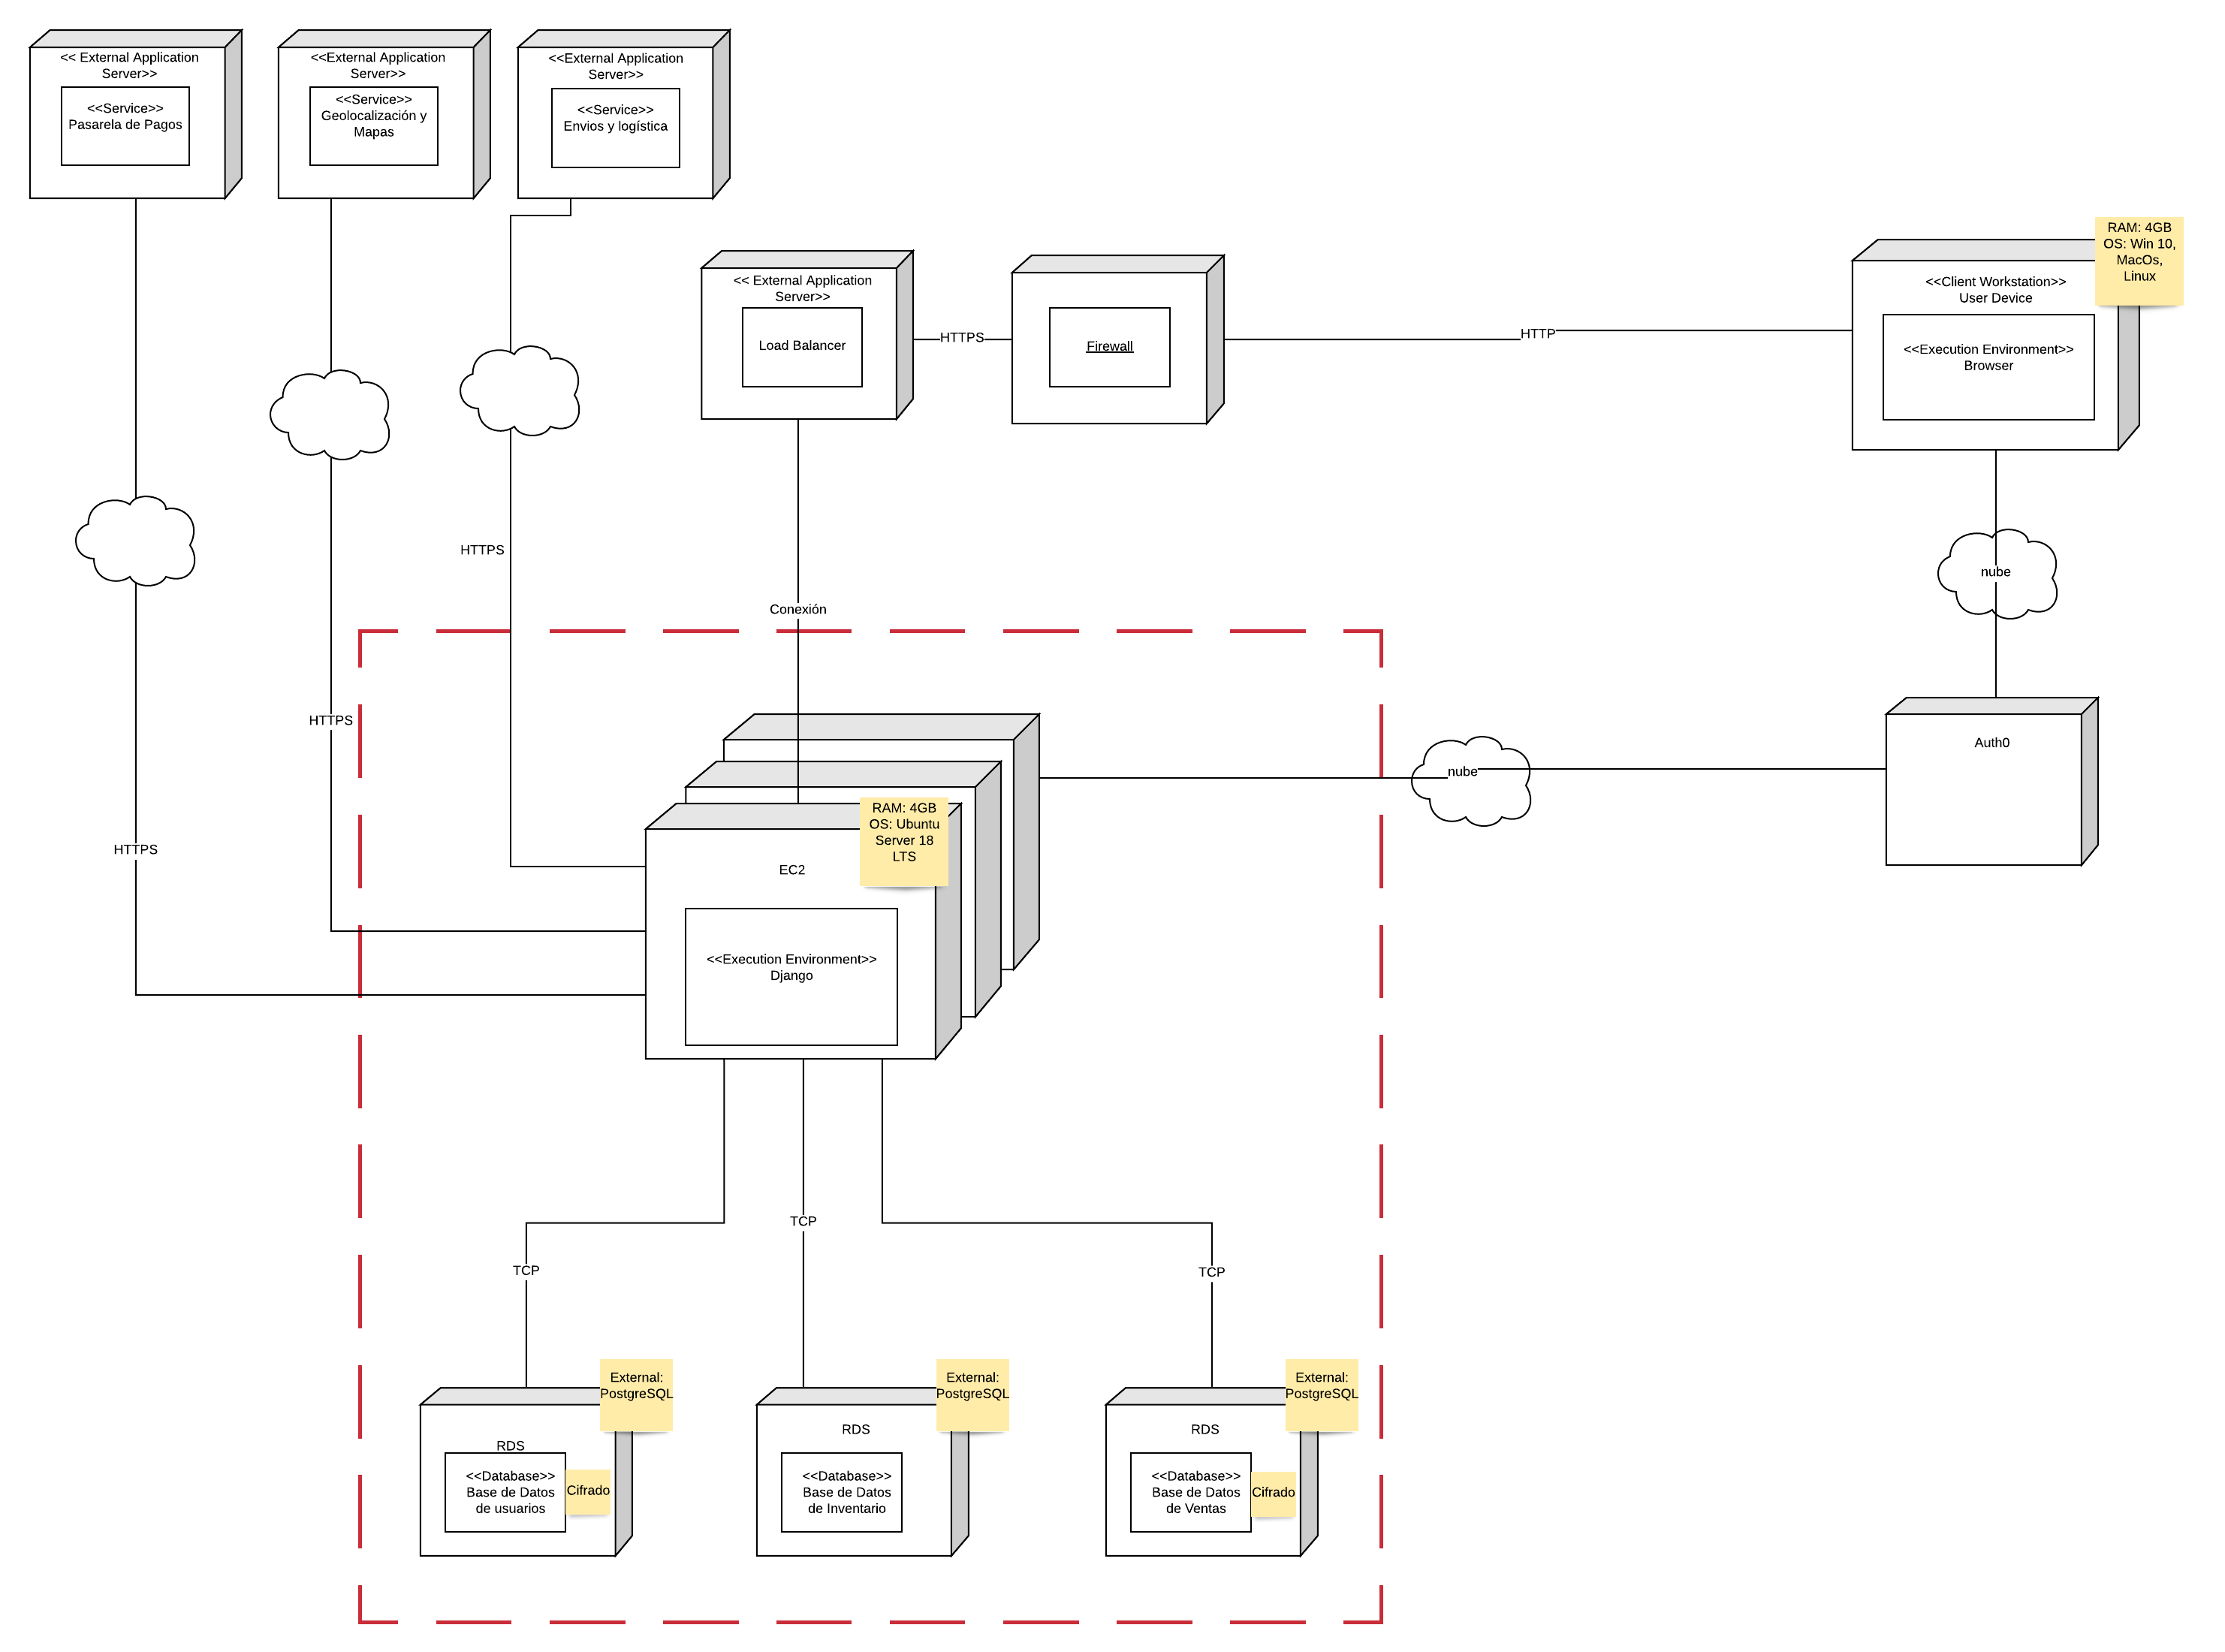 << External Application
Server>>
<<Service>>
Pasarela de Pagos
<<External Application
Server>>
<<Service>>
Geolocalización y
Mapas
<<External Application
Server>>
<<Service>>
Envios y logística
<< External Application
Server>>
Load Balancer
HTTPS
Firewall
HTTP
RAM: 4GB
OS: Win 10,
MacOs,
Linux
<<Client Workstation>>
User Device
<<Execution Environment>>
Browser
HTTPS
nube
Conexión
HTTPS
nube
Auth0
HTTPS
RAM: 4GB
OS: Ubuntu
Server 18
LTS
EC2
<<Execution Environment>>
Django
TCP
TCP
TCP
External:
PostgreSQL
RDS
<<Database>>
Base de Datos
de usuarios
Cifrado
External:
PostgreSQL
RDS
<<Database>>
Base de Datos
de Inventario
External:
PostgreSQL
RDS
<<Database>>
Base de Datos
de Ventas
Cifrado